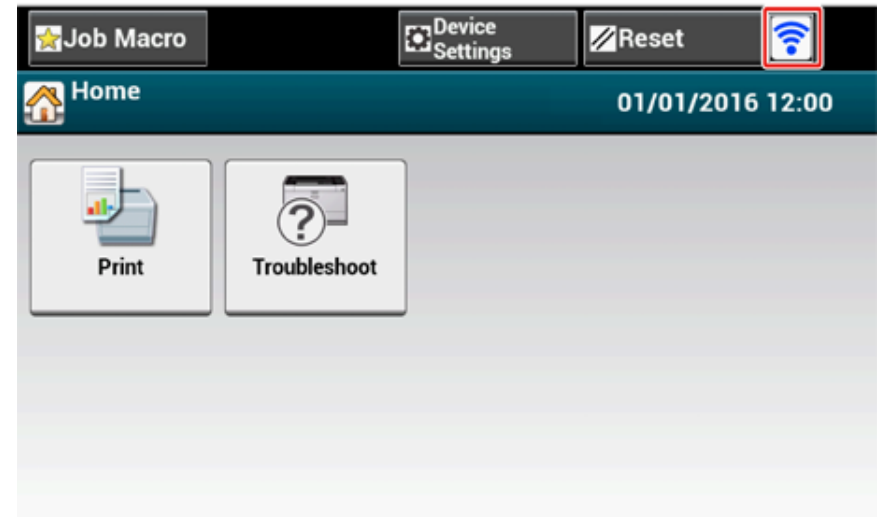 Job Macro
Device
Settings
Reset
Home
01/01/2016 12:00
Print
Troubleshoot